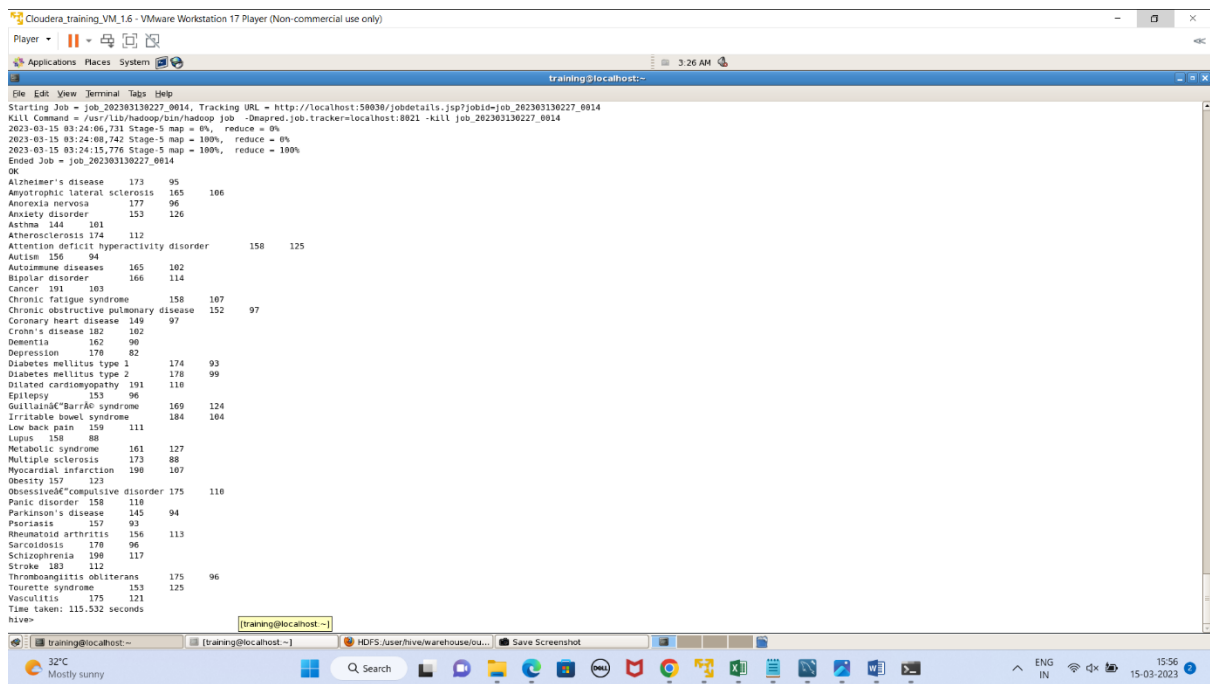 Cloudera_training_VM_1.6 - VMware Workstation 17 Player (Non-commercial use only)
Player
Applications Places System 3:26 AM
training@localhost:~
File Edit View Terminal Tabs Help
Starting Job = job_202303130227_0014, Tracking URL = http://localhost:50030/jobdetails.jsp?jobid=job_202303130227_0014
Kill Command = /usr/lib/hadoop/bin/hadoop job -Dmapred.job.tracker=localhost:8021 -kill job_202303130227_0014
2023-03-15 03:24:06,731 Stage-5 map = 0%, reduce = 0%
2023-03-15 03:24:08,742 Stage-5 map = 100%, reduce = 0%
2023-03-15 03:24:15,776 Stage-5 map = 100%, reduce = 100%
Ended Job = job_202303130227_0014
OK
Alzheimer's disease 173 95
Amyotrophic lateral sclerosis 165 106
Anorexia nervosa 177 96
Anxiety disorder 153 126
Asthma 144 101
Atherosclerosis 174 112
Attention deficit hyperactivity disorder 158 125
Autism 156 94
Autoimmune diseases 165 102
Bipolar disorder 166 114
Cancer 191 103
Chronic fatigue syndrome 158 107
Chronic obstructive pulmonary disease 152 97
Coronary heart disease 149 97
Crohn's disease 182 102
Dementia 162 90
Depression 170 82
Diabetes mellitus type 1 174 93
Diabetes mellitus type 2 178 99
Dilated cardiomyopathy 191 110
Epilepsy 153 96
Guillainâ€“BarrÃ© syndrome 169 124
Irritable bowel syndrome 184 104
Low back pain 159 111
Lupus 150 88
Metabolic syndrome 161 127
Multiple sclerosis 173 88
Myocardial infarction 190 107
Obesity 157 123
Obsessiveâ€“compulsive disorder 175 110
Panic disorder 158 110
Parkinson's disease 145 94
Psoriasis 157 93
Rheumatoid arthritis 156 113
Sarcoidosis 170 96
Schizophrenia 190 117
Stroke 183 112
Thromboangiitis obliterans 175 96
Tourette syndrome 153 125
Vasculitis 175 121
Time taken: 115.532 seconds
hive>
[training@localhost:~]
training@localhost:~ [training@localhost:~] HDFS:/user/hive/warehouse/ou... Save Screenshot
32°C
Mostly sunny
Search
DELL
ENG
IN
15:56
15-03-2023
2